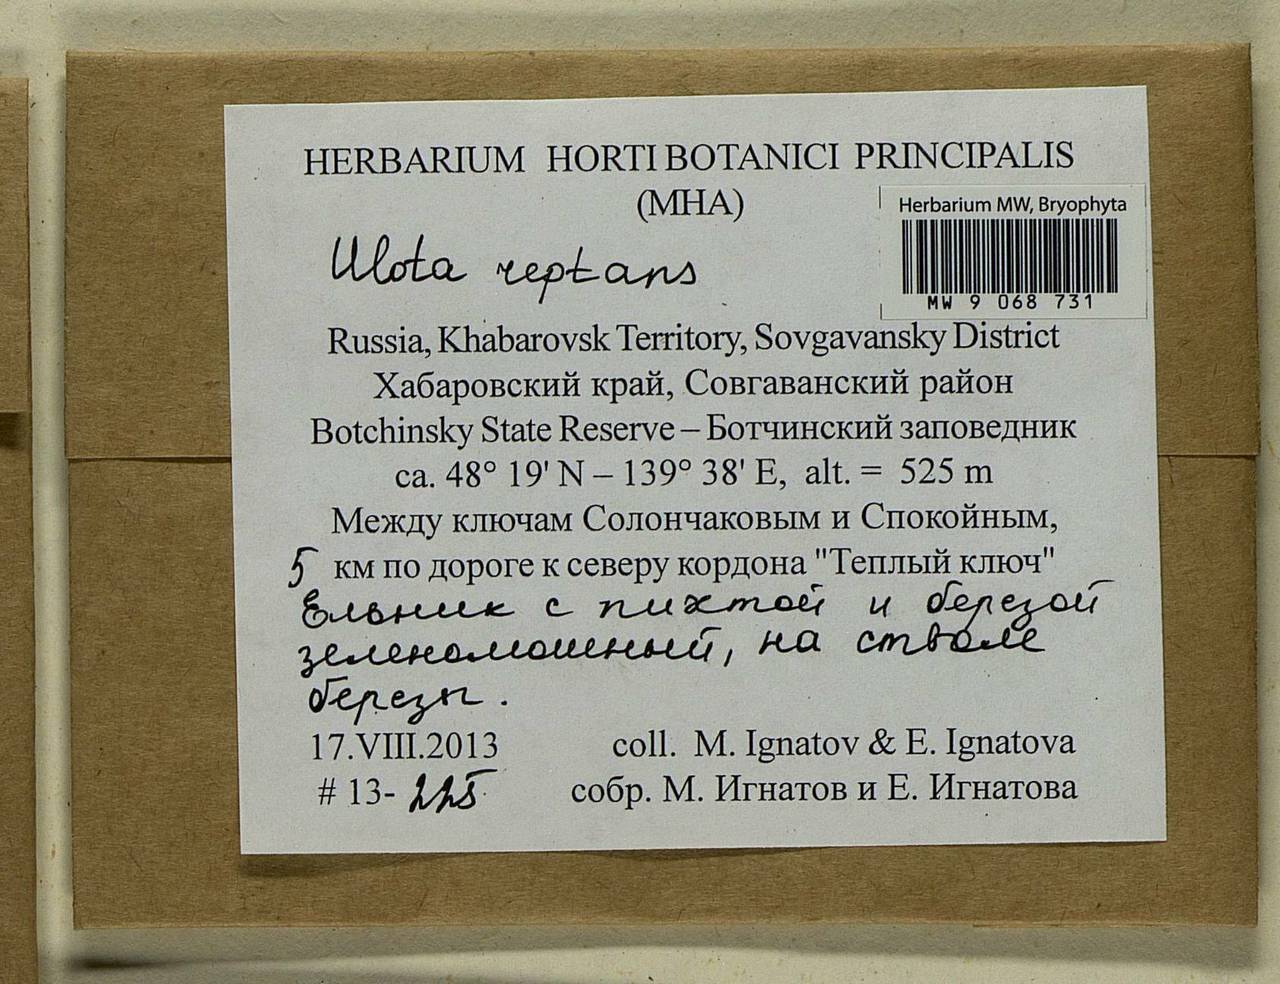 HERBARIUM HORTI BOTANICI PRINCIPALIS
(MHA)
Herbarium MW, Bryophyta
MW 9 068 731
Ulota reptans
Russia, Khabarovsk Territory, Sovgavansky District
Хабаровский край, Совгаванский район
Botchinsky State Reserve – Ботчинский заповедник
ca. 48° 19' N – 139° 38' E, alt. = 525 m
Между ключам Солончаковым и Спокойным,
5 км по дороге к северу кордона "Теплый ключ"
Ельник с пихтой и березой
зеленомошный, на стволе
березы.
17.VIII.2013 coll. M. Ignatov & E. Ignatova
# 13-225 собр. М. Игнатов и Е. Игнатова